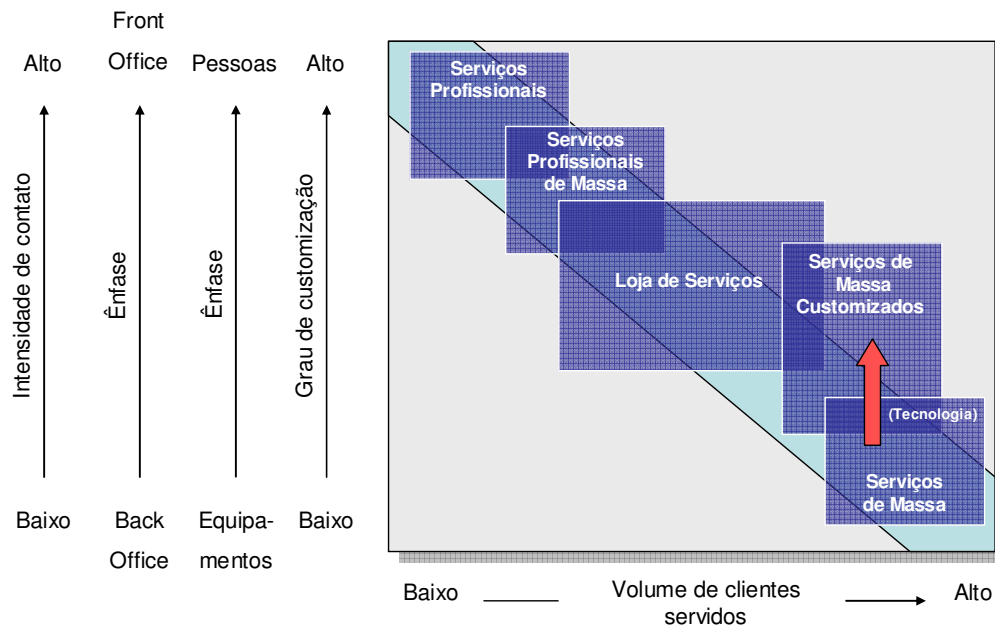 Front
Office
Alto
Pessoas
Alto
Intensidade de contato
Ênfase
Ênfase
Grau de customização
Baixo
Back
Office
Equipa-
mentos
Baixo
Serviços
Profissionais
Serviços
Profissionais
de Massa
Loja de Serviços
Serviços de
Massa
Customizados
(Tecnologia)
Serviços
de Massa
Baixo
Volume de clientes
servidos
Alto